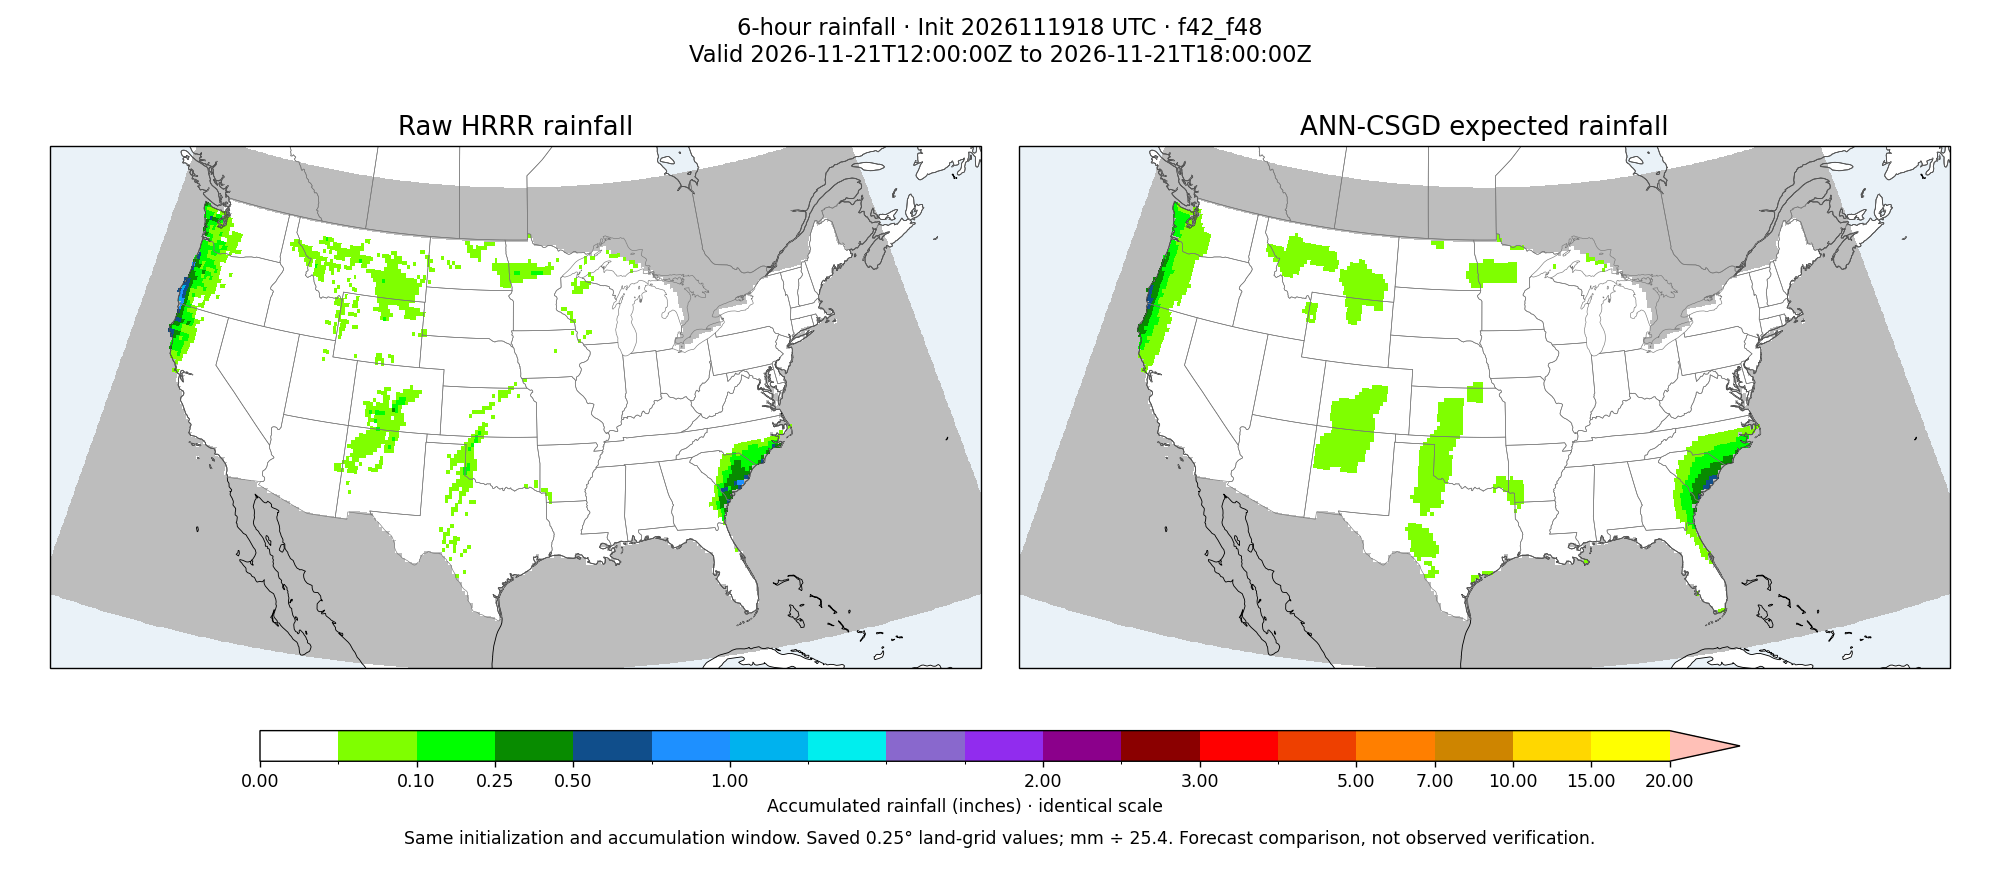 6-hour rainfall · Init 2026111918 UTC · f42_f48
Valid 2026-11-21T12:00:00Z to 2026-11-21T18:00:00Z
Raw HRRR rainfall
ANN-CSGD expected rainfall
0.00 0.10 0.25 0.50 1.00 2.00 3.00 5.00 7.00 10.00 15.00 20.00
Accumulated rainfall (inches) · identical scale
Same initialization and accumulation window. Saved 0.25° land-grid values; mm ÷ 25.4. Forecast comparison, not observed verification.